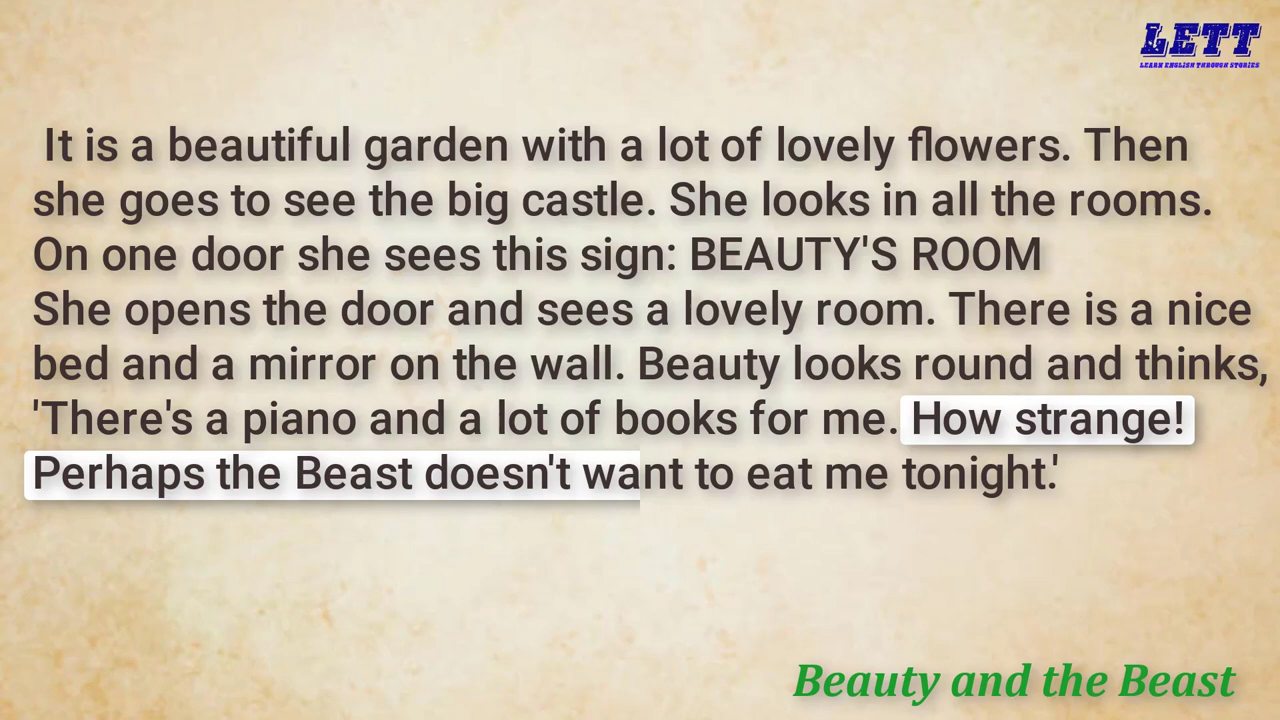 LETT
LEARN ENGLISH THROUGH STORIES
It is a beautiful garden with a lot of lovely flowers. Then
she goes to see the big castle. She looks in all the rooms.
On one door she sees this sign: BEAUTY'S ROOM
She opens the door and sees a lovely room. There is a nice
bed and a mirror on the wall. Beauty looks round and thinks,
'There's a piano and a lot of books for me. How strange!
Perhaps the Beast doesn't want to eat me tonight.'
Beauty and the Beast